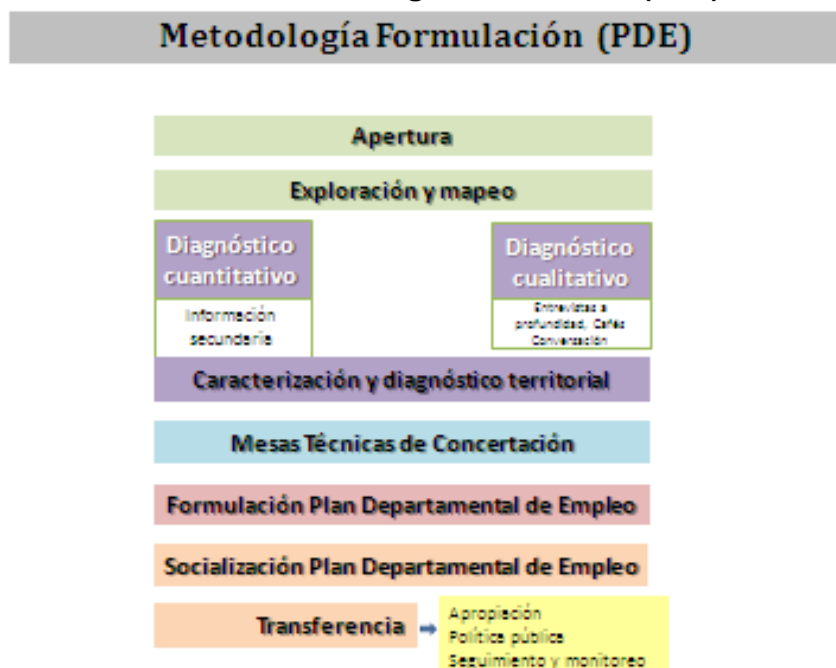 Metodología Formulación (PDE)
Apertura
Exploración y mapeo
Diagnóstico
cuantitativo
Información
secundaria
Diagnóstico
cualitativo
Entrevistas a
profundidad, Cafés
Conversación
Caracterización y diagnóstico territorial
Mesas Técnicas de Concertación
Formulación Plan Departamental de Empleo
Socialización Plan Departamental de Empleo
Transferencia
Apropiación
Política pública
Seguimiento y monitoreo